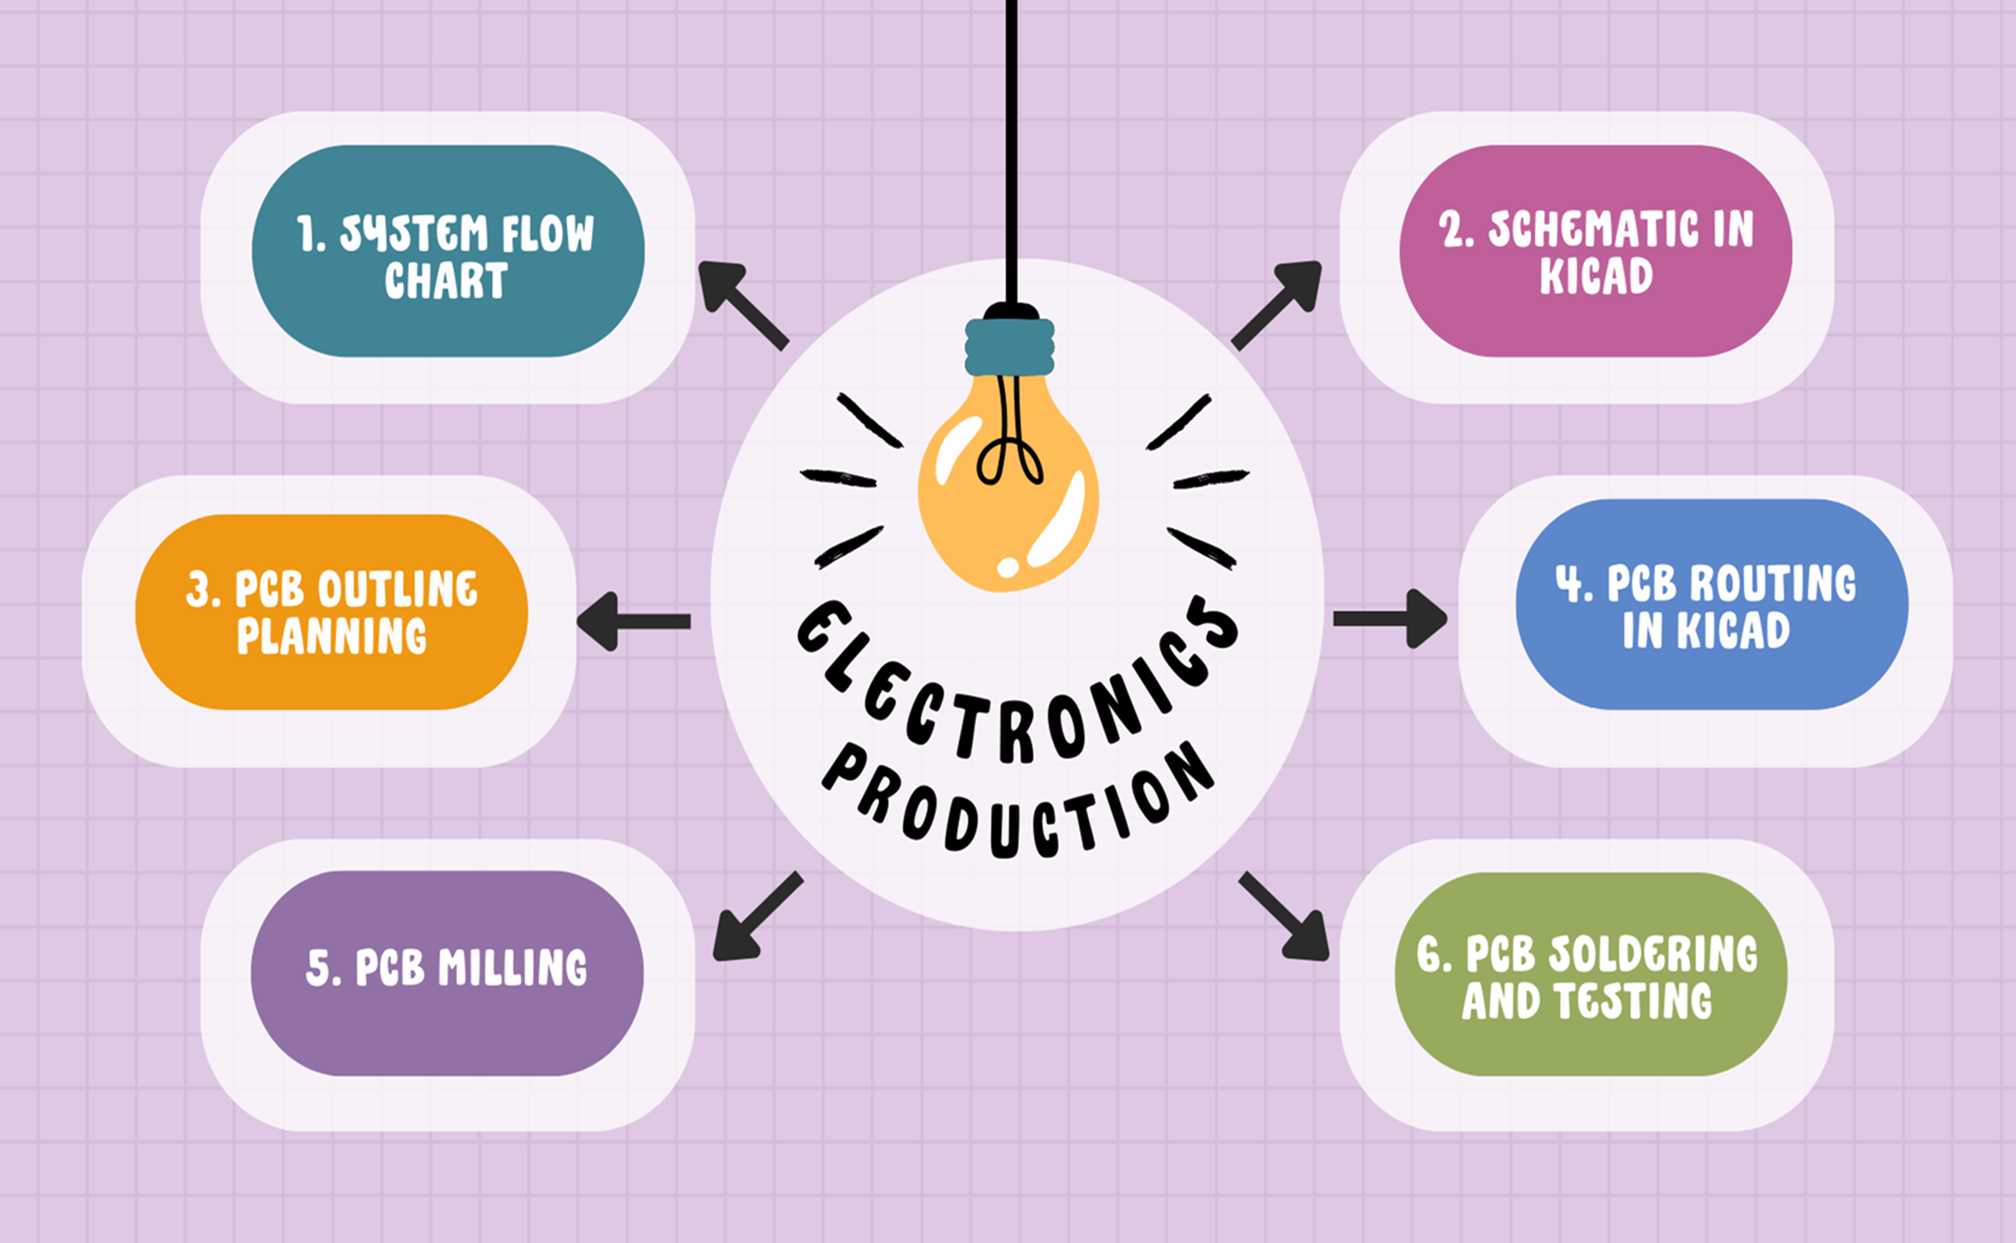 1. SYSTEM FLOW
CHART
2. SCHEMATIC IN
KICAD
3. PCB OUTLINE
PLANNING
4. PCB ROUTING
IN KICAD
ELECTRONICS
PRODUCTION
5. PCB MILLING
6. PCB SOLDERING
AND TESTING